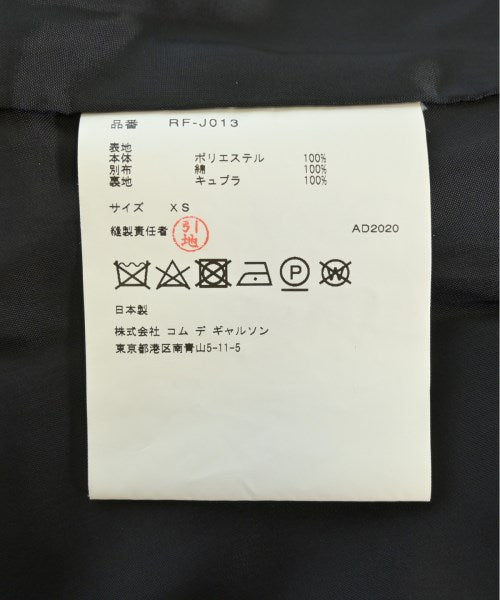 品番 RF-J013
表地
本体 ポリエステル 100%
別布 綿 100%
裏地 キュプラ 100%
サイズ XS
縫製責任者 引地 AD2020
P W
日本製
株式会社 コム デ ギャルソン
東京都港区南青山5-11-5